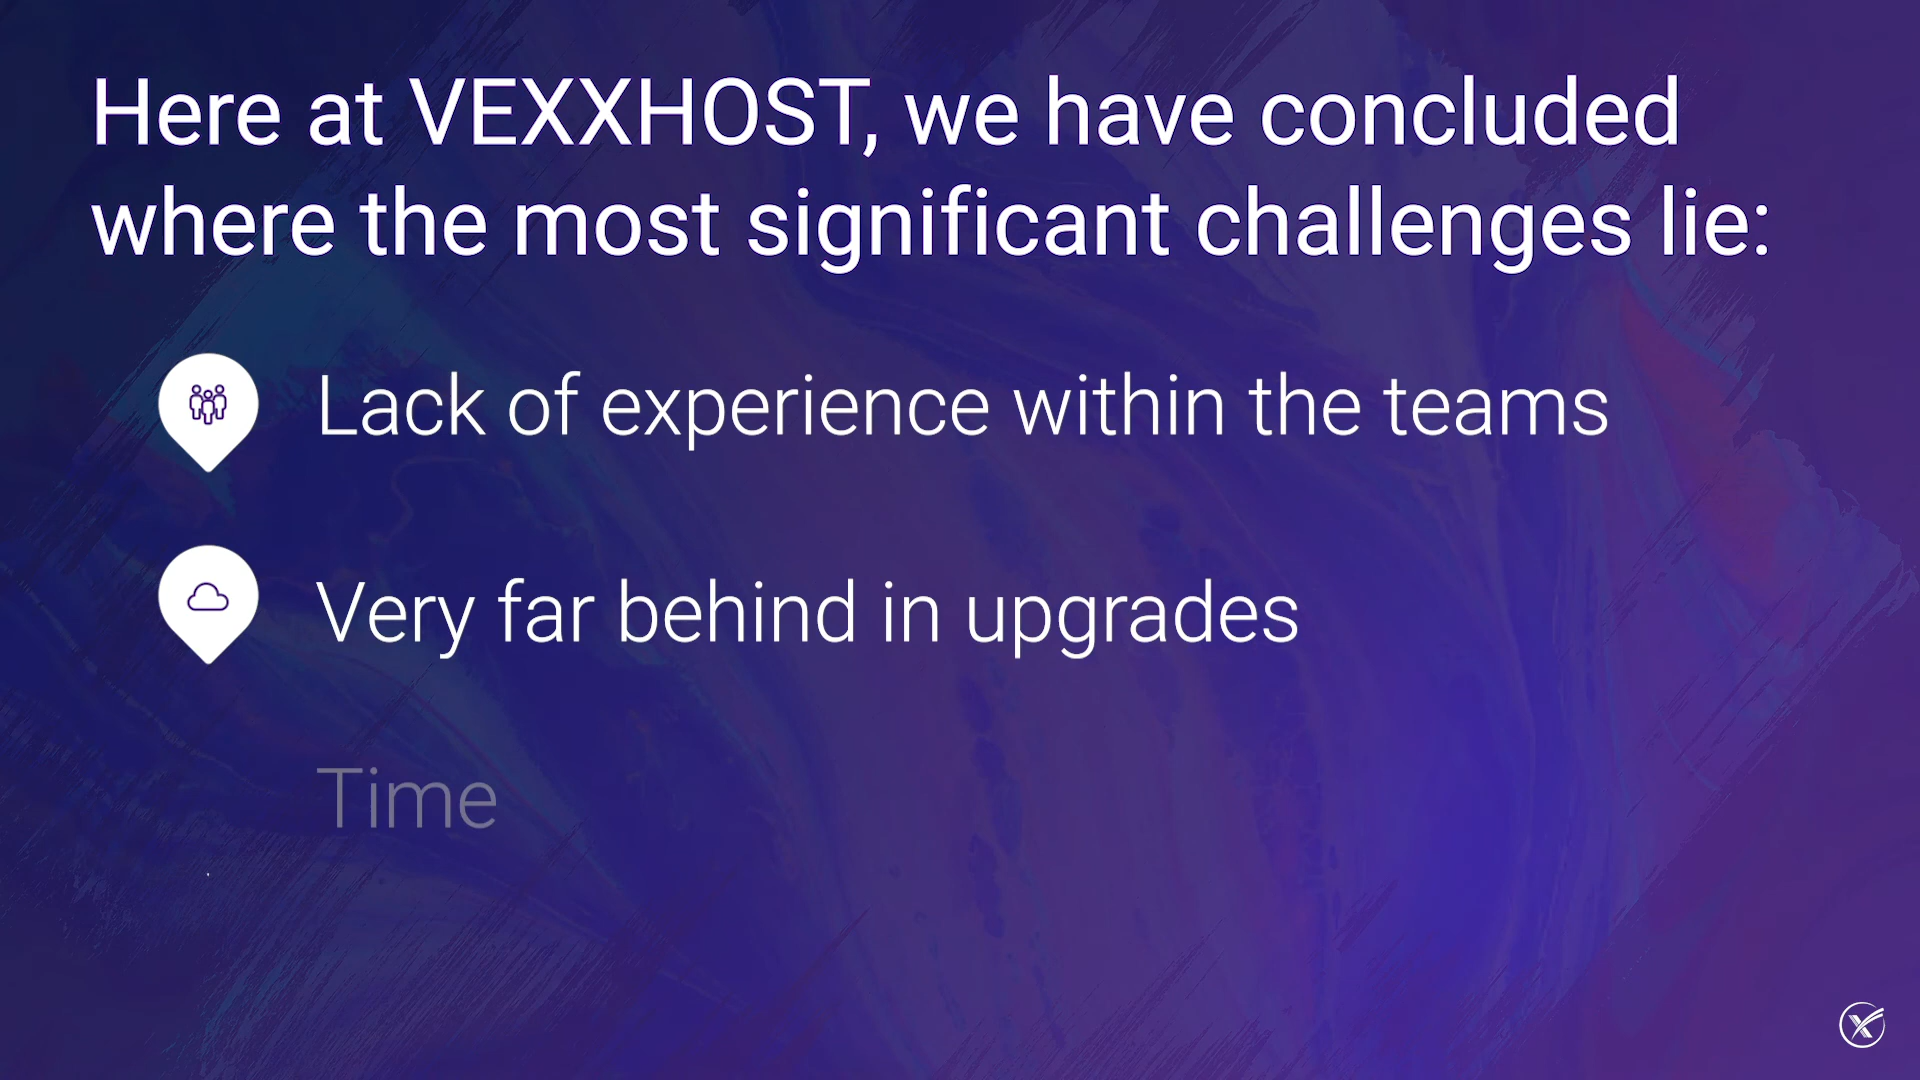 Here at VEXXHOST, we have concluded
where the most significant challenges lie:
Lack of experience within the teams
Very far behind in upgrades
Time